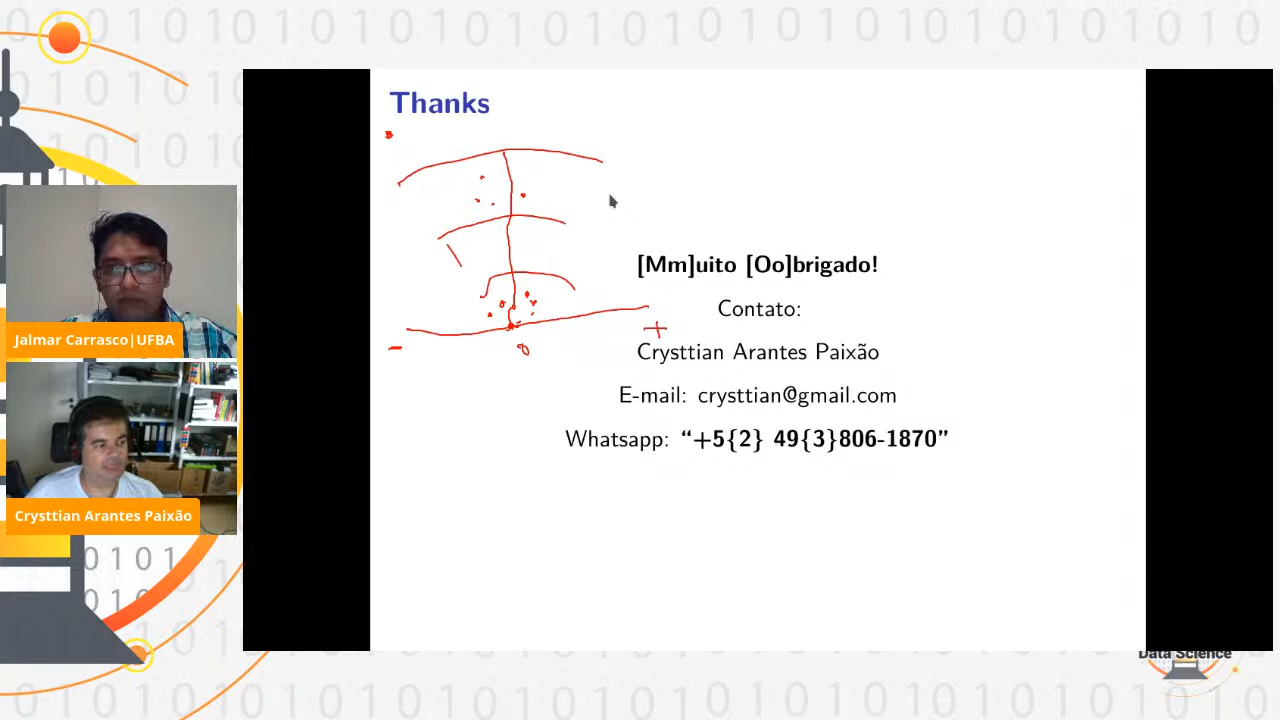 Thanks
[Mm]uito [Oo]brigado!
Contato:
Crysttian Arantes Paixão
E-mail: crysttian@gmail.com
Whatsapp: “+5{2} 49{3}806-1870”
-
+
Jalmar Carrasco|UFBA
Crysttian Arantes Paixão
Data Science